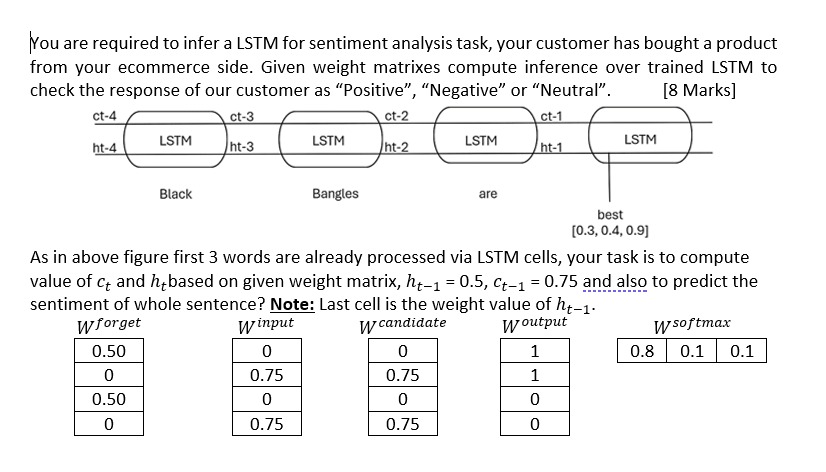 You are required to infer a LSTM for sentiment analysis task, your customer has bought a product
from your ecommerce side. Given weight matrixes compute inference over trained LSTM to
check the response of our customer as “Positive”, “Negative” or “Neutral”. [8 Marks]
ct-4 ct-3 ct-2 ct-1
LSTM LSTM LSTM LSTM
ht-4 ht-3 ht-2 ht-1
Black Bangles are
best
[0.3, 0.4, 0.9]
As in above figure first 3 words are already processed via LSTM cells, your task is to compute
value of c_t and h_t based on given weight matrix, h_{t−1} = 0.5, c_{t−1} = 0.75 and also to predict the
sentiment of whole sentence? Note: Last cell is the weight value of h_{t−1}.
W^{forget} W^{input} W^{candidate} W^{output} W^{softmax}
0.50 0 0 1 0.8 0.1 0.1
0 0.75 0.75 1
0.50 0 0 0
0 0.75 0.75 0